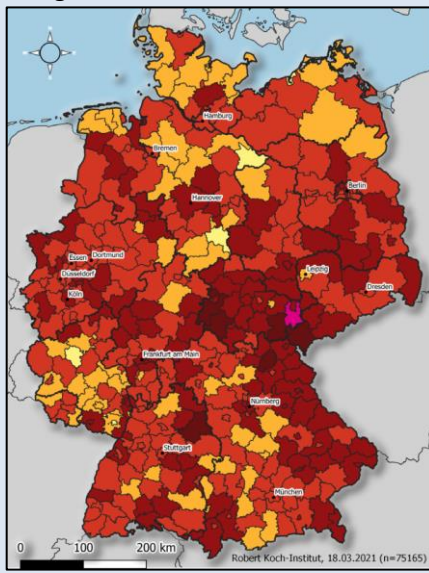 Hamburg
Bremen
Berlin
Hannover
Essen
Dortmund
Düsseldorf
Köln
Leipzig
Dresden
Frankfurt am Main
Nürnberg
Stuttgart
München
0 100 200 km
Robert Koch-Institut, 18.03.2021 (n=75165)